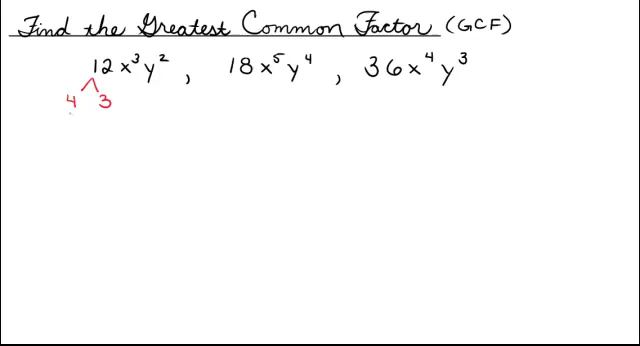 Find the Greatest Common Factor (GCF)
12x³y² , 18x⁵y⁴ , 36x⁴y³
4 3